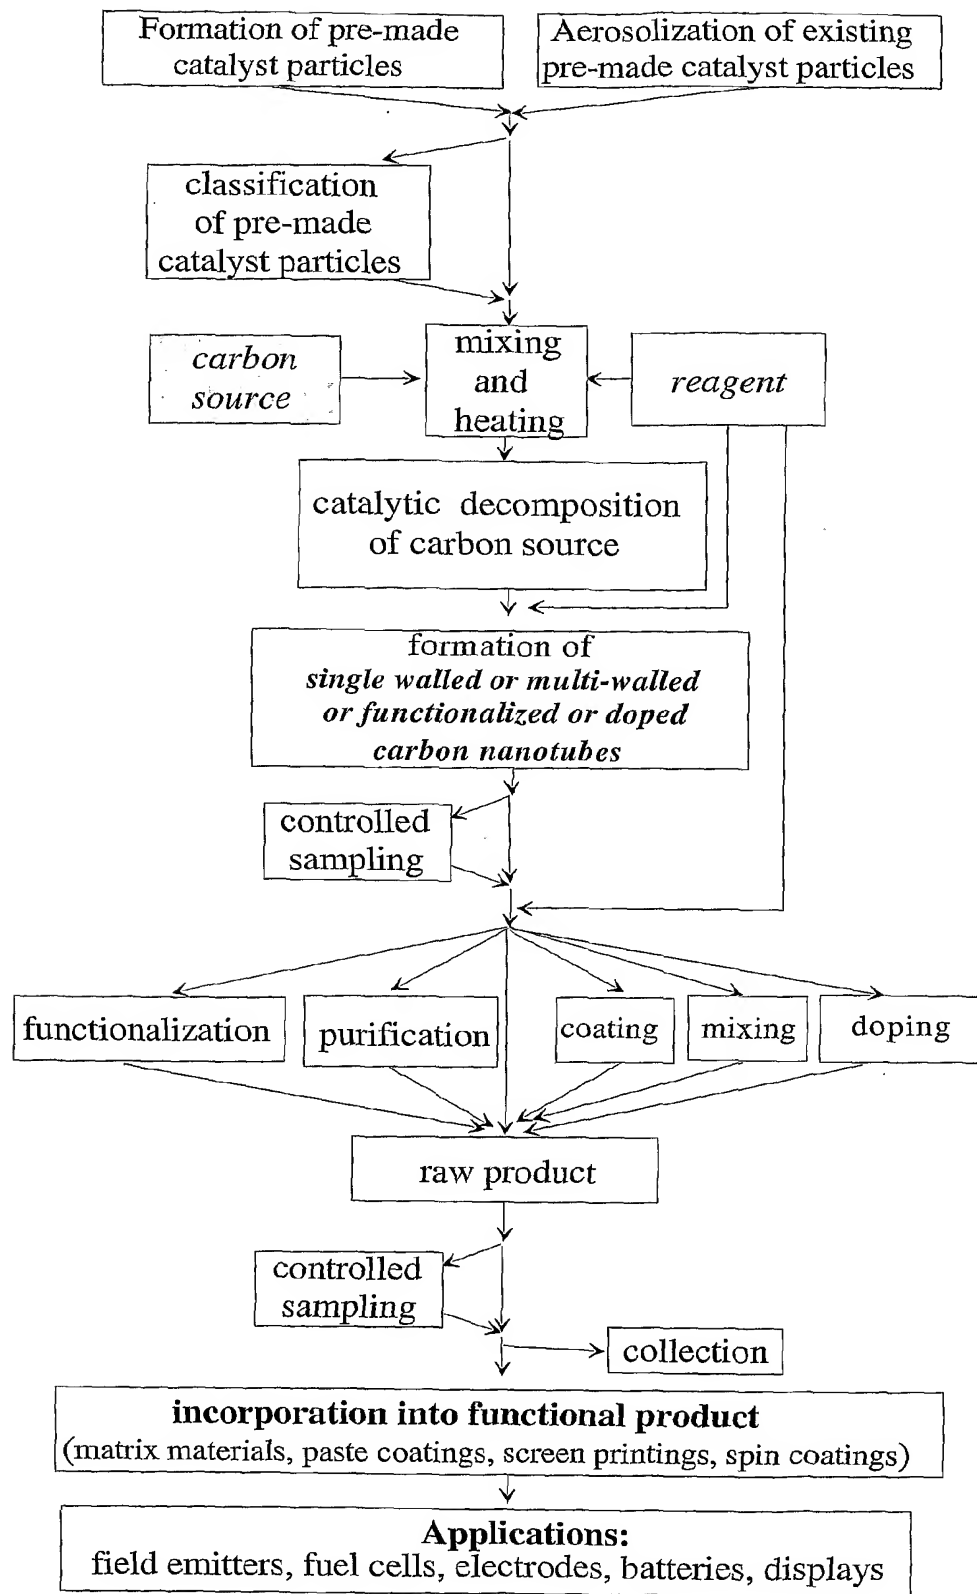 Formation of pre-made
catalyst particles
Aerosolization of existing
pre-made catalyst particles
classification
of pre-made
catalyst particles
carbon
source
mixing
and
heating
reagent
catalytic decomposition
of carbon source
formation of
single walled or multi-walled
or functionalized or doped
carbon nanotubes
controlled
sampling
functionalization
purification
coating
mixing
doping
raw product
controlled
sampling
collection
incorporation into functional product
(matrix materials, paste coatings, screen printings, spin coatings)
Applications:
field emitters, fuel cells, electrodes, batteries, displays